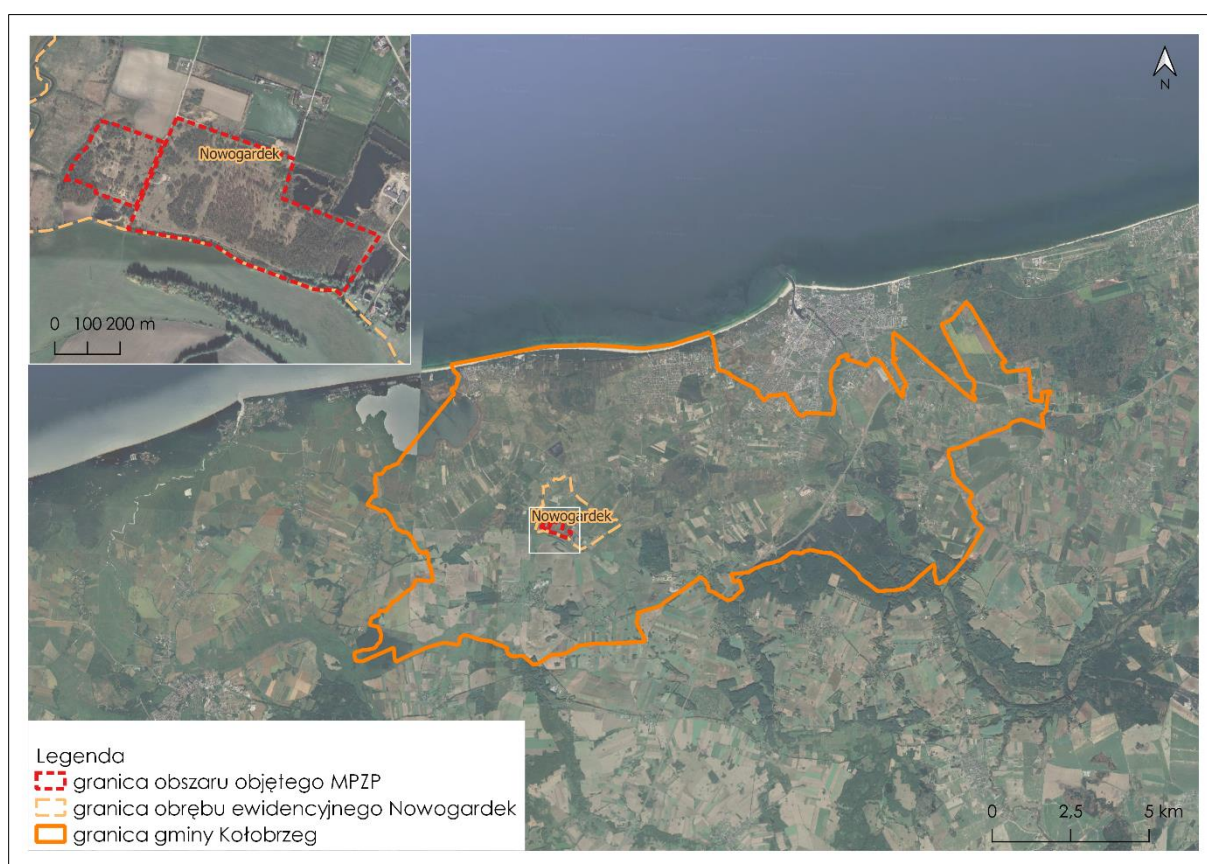 N
Nowogardek
0 100 200 m
Nowogardek
Legenda
granica obszaru objętego MPZP
granica obrębu ewidencyjnego Nowogardek
granica gminy Kołobrzeg
0 2,5 5 km